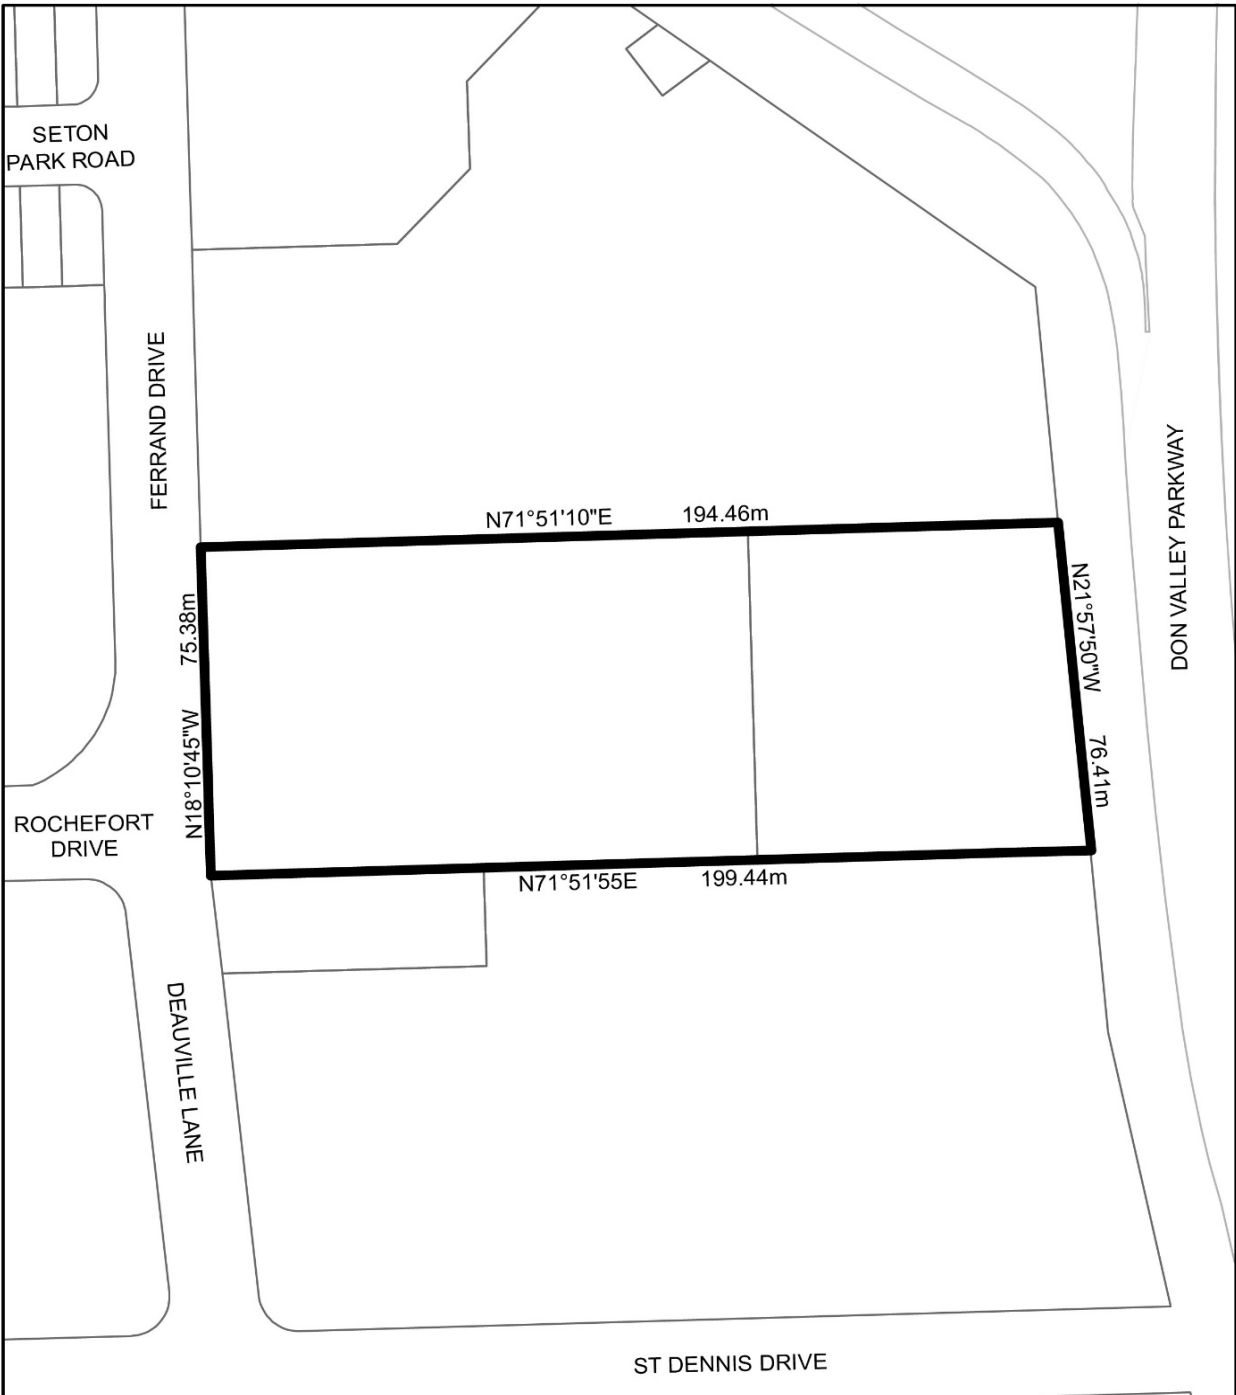 SETON
PARK ROAD
FERRAND DRIVE
DON VALLEY PARKWAY
N71°51'10"E 194.46m
N21°57'50"W 76.41m
N18°10'45"W 75.38m
ROCHEFORT
DRIVE
N71°51'55E 199.44m
DEAUVILLE LANE
ST DENNIS DRIVE